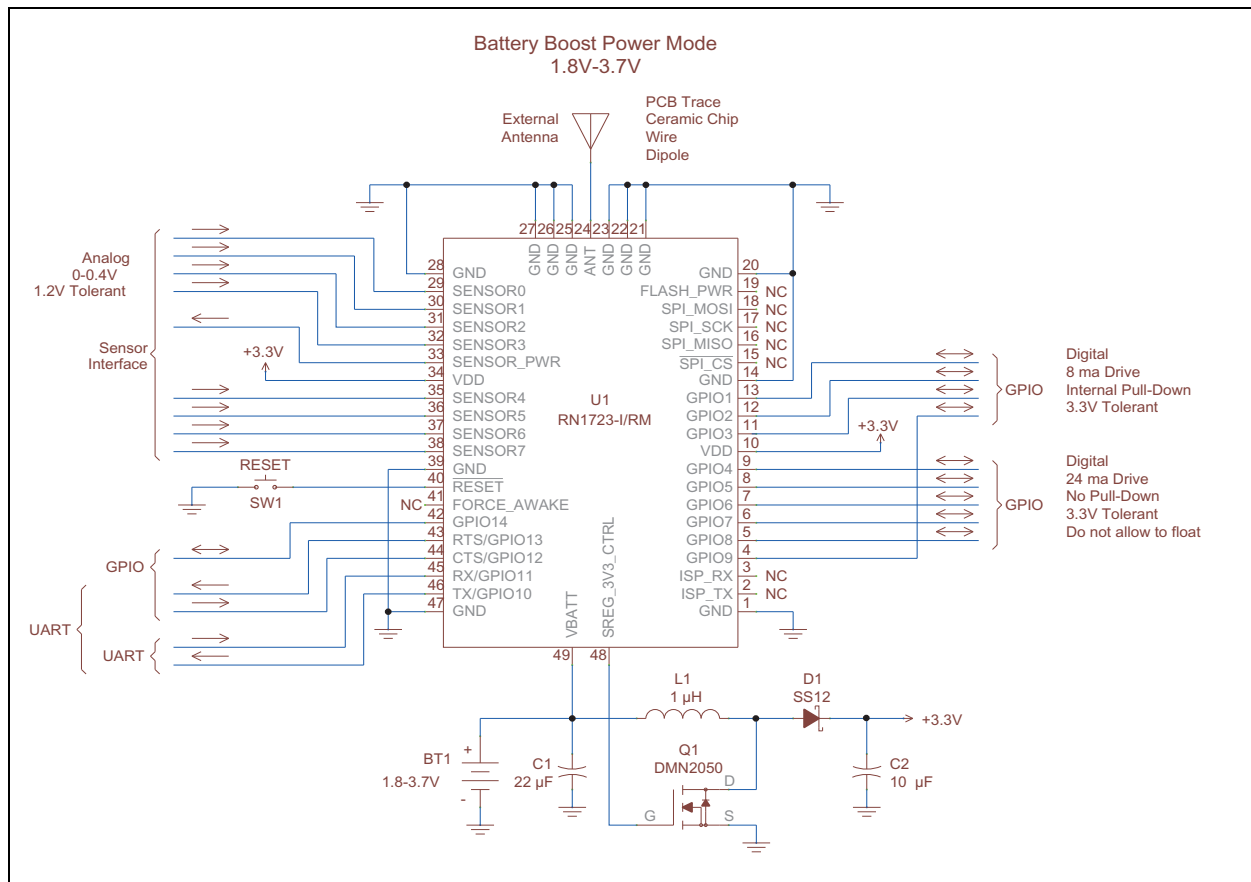 Battery Boost Power Mode
1.8V-3.7V
External
Antenna
PCB Trace
Ceramic Chip
Wire
Dipole
27 26 25 24 23 22 21
GND GND GND ANT GND GND GND
Analog
0-0.4V
1.2V Tolerant
Sensor
Interface
+3.3V
28 GND
29 SENSOR0
30 SENSOR1
31 SENSOR2
32 SENSOR3
33 SENSOR_PWR
34 VDD
35 SENSOR4
36 SENSOR5
37 SENSOR6
38 SENSOR7
39 GND
40 RESET
NC 41 FORCE_AWAKE
42 GPIO14
43 RTS/GPIO13
44 CTS/GPIO12
45 RX/GPIO11
46 TX/GPIO10
47 GND
RESET
SW1
GPIO
UART
UART
U1
RN1723-I/RM
GND 20
FLASH_PWR 19 NC
SPI_MOSI 18 NC
SPI_SCK 17 NC
SPI_MISO 16 NC
SPI_CS 15 NC
GND 14
GPIO1 13
GPIO2 12
GPIO3 11
VDD 10
+3.3V
GPIO4 9
GPIO5 8
GPIO6 7
GPIO7 6
GPIO8 5
GPIO9 4
ISP_RX 3 NC
ISP_TX 2 NC
GND 1
GPIO
Digital
8 ma Drive
Internal Pull-Down
3.3V Tolerant
GPIO
Digital
24 ma Drive
No Pull-Down
3.3V Tolerant
Do not allow to float
VBATT
SREG_3V3_CTRL
49 48
L1
1 µH
D1
SS12
+3.3V
BT1
1.8-3.7V
+
-
C1
22 µF
Q1
DMN2050
D
G
S
C2
10 µF